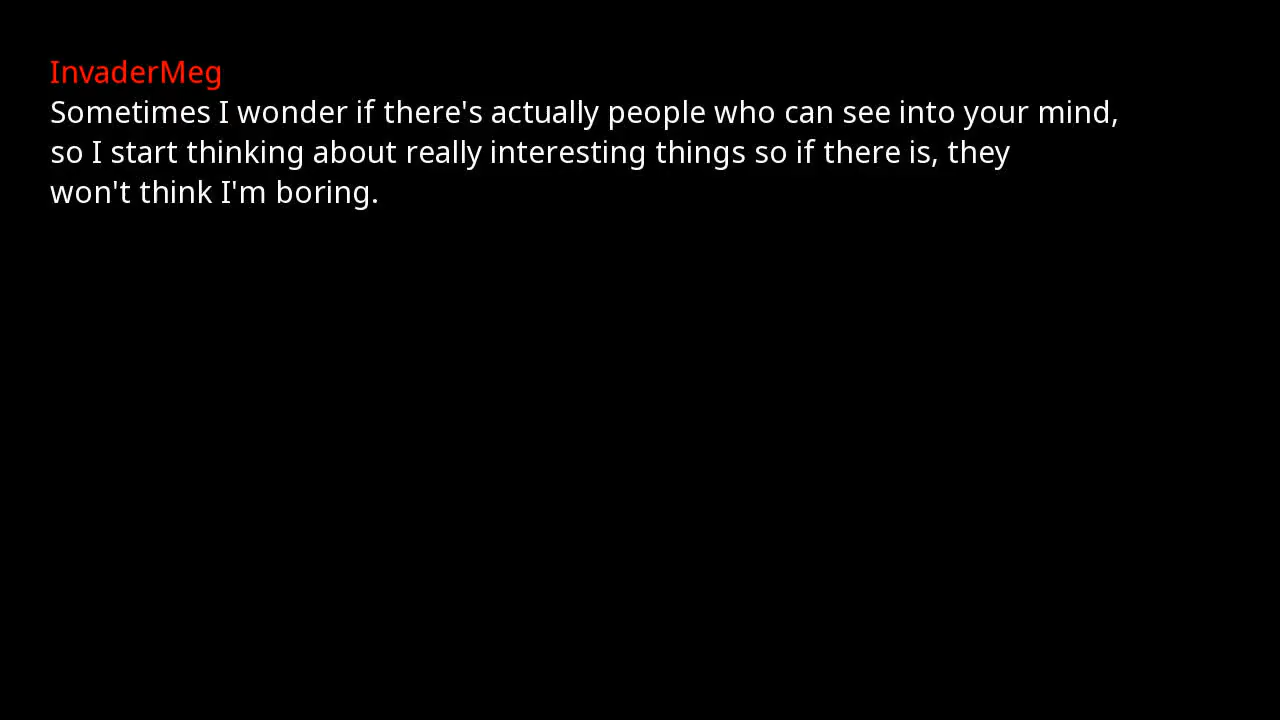 InvaderMeg
Sometimes I wonder if there's actually people who can see into your mind,
so I start thinking about really interesting things so if there is, they
won't think I'm boring.